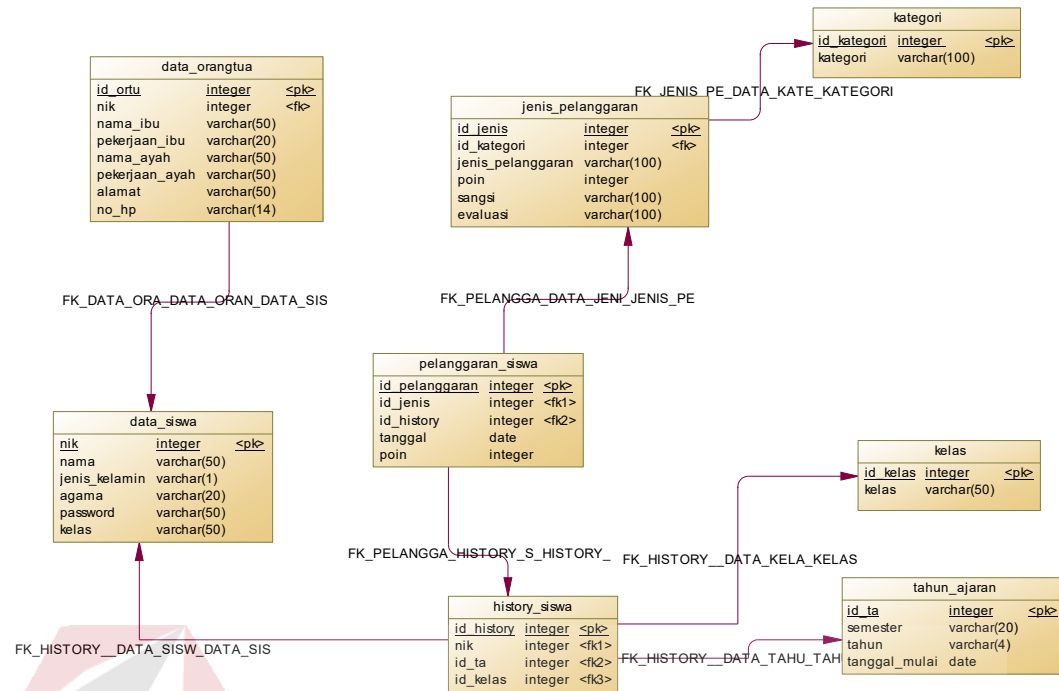 kategori
id_kategori integer <pk>
kategori varchar(100)
FK_JENIS_PE_DATA_KATE_KATEGORI
data_orangtua
id_ortu integer <pk>
nik integer <fk>
nama_ibu varchar(50)
pekerjaan_ibu varchar(20)
nama_ayah varchar(50)
pekerjaan_ayah varchar(50)
alamat varchar(50)
no_hp varchar(14)
jenis_pelanggaran
id_jenis integer <pk>
id_kategori integer <fk>
jenis_pelanggaran varchar(100)
poin integer
sangsi varchar(100)
evaluasi varchar(100)
FK_DATA_ORA_DATA_ORAN_DATA_SIS
FK_PELANGGA_DATA_JENI_JENIS_PE
pelanggaran_siswa
id_pelanggaran integer <pk>
id_jenis integer <fk1>
id_history integer <fk2>
tanggal date
poin integer
data_siswa
nik integer <pk>
nama varchar(50)
jenis_kelamin varchar(1)
agama varchar(20)
password varchar(50)
kelas varchar(50)
kelas
id_kelas integer <pk>
kelas varchar(50)
FK_PELANGGA_HISTORY_S_HISTORY_
FK_HISTORY__DATA_KELA_KELAS
history_siswa
id_history integer <pk>
nik integer <fk1>
id_ta integer <fk2>
id_kelas integer <fk3>
tahun_ajaran
id_ta integer <pk>
semester varchar(20)
tahun varchar(4)
tanggal_mulai date
FK_HISTORY__DATA_SISW_DATA_SIS
FK_HISTORY__DATA_TAHU_TAH